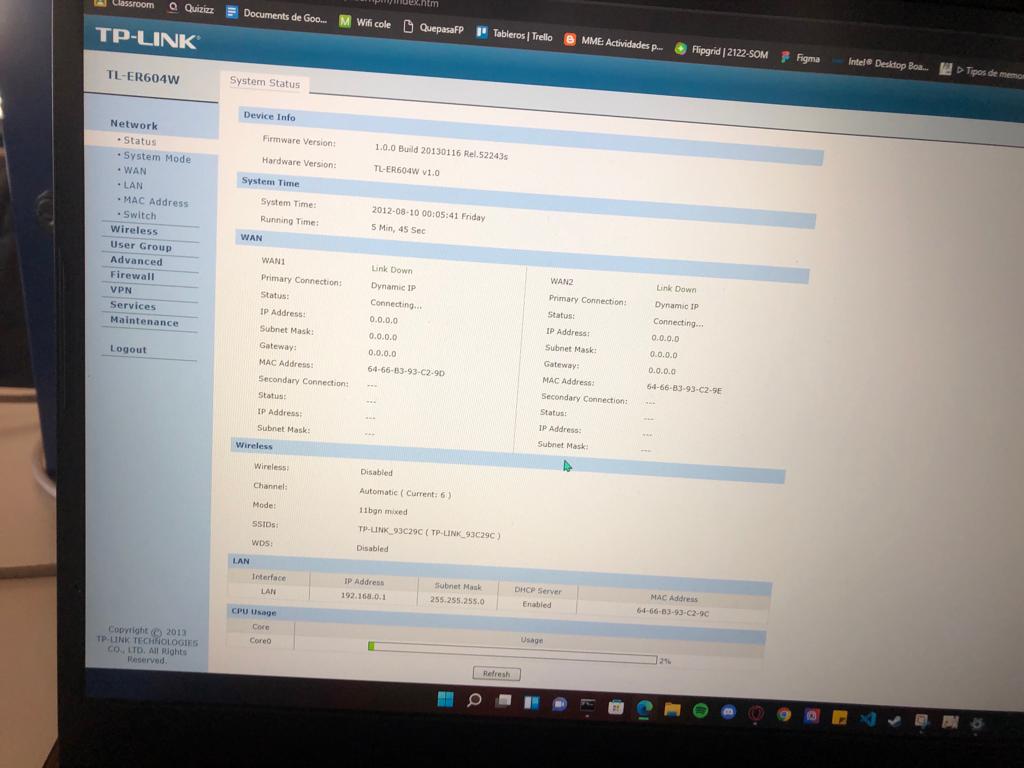 Classroom
Quizizz
Documents de Goo...
Wifi cole
QuepasaFP
Tableros | Trello
MME: Actividades p...
Flipgrid | 2122-SOM
Figma
Intel® Desktop Boa...
Tipos de memor
TP-LINK
TL-ER604W
System Status
Network
• Status
• System Mode
• WAN
• LAN
• MAC Address
• Switch
Wireless
User Group
Advanced
Firewall
VPN
Services
Maintenance
Logout
Copyright © 2013
TP-LINK TECHNOLOGIES
CO., LTD. All Rights
Reserved.
Device Info
Firmware Version: 1.0.0 Build 20130116 Rel.52243s
Hardware Version: TL-ER604W v1.0
System Time
System Time: 2012-08-10 00:05:41 Friday
Running Time: 5 Min, 45 Sec
WAN
WAN1 Link Down
Primary Connection: Dynamic IP
Status: Connecting...
IP Address: 0.0.0.0
Subnet Mask: 0.0.0.0
Gateway: 0.0.0.0
MAC Address: 64-66-B3-93-C2-9D
Secondary Connection: ---
Status: ---
IP Address: ---
Subnet Mask: ---
WAN2 Link Down
Primary Connection: Dynamic IP
Status: Connecting...
IP Address: 0.0.0.0
Subnet Mask: 0.0.0.0
Gateway: 0.0.0.0
MAC Address: 64-66-B3-93-C2-9E
Secondary Connection: ---
Status: ---
IP Address: ---
Subnet Mask: ---
Wireless
Wireless: Disabled
Channel: Automatic ( Current: 6 )
Mode: 11bgn mixed
SSIDs: TP-LINK_93C29C ( TP-LINK_93C29C )
WDS: Disabled
LAN
Interface IP Address Subnet Mask DHCP Server MAC Address
LAN 192.168.0.1 255.255.255.0 Enabled 64-66-B3-93-C2-9C
CPU Usage
Core Usage
Core0 2%
Refresh